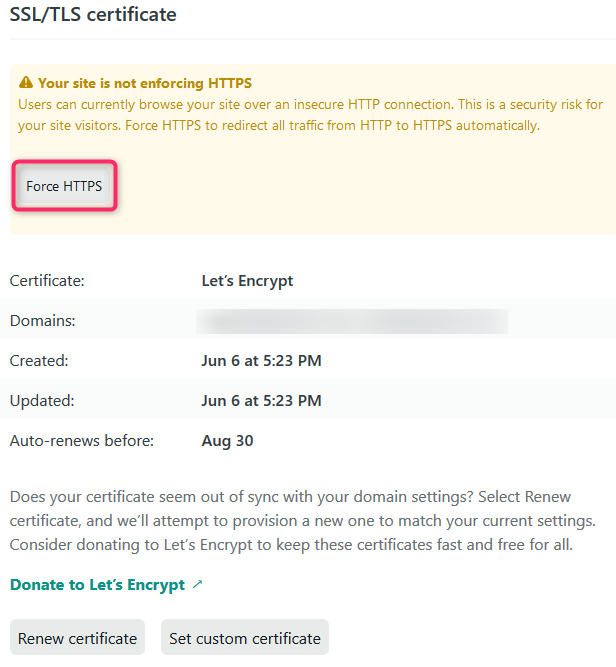 SSL/TLS certificate
Your site is not enforcing HTTPS
Users can currently browse your site over an insecure HTTP connection. This is a security risk for
your site visitors. Force HTTPS to redirect all traffic from HTTP to HTTPS automatically.
Force HTTPS
Certificate: Let’s Encrypt
Domains:
Created: Jun 6 at 5:23 PM
Updated: Jun 6 at 5:23 PM
Auto-renews before: Aug 30
Does your certificate seem out of sync with your domain settings? Select Renew
certificate, and we’ll attempt to provision a new one to match your current settings.
Consider donating to Let’s Encrypt to keep these certificates fast and free for all.
Donate to Let’s Encrypt ↗
Renew certificate Set custom certificate